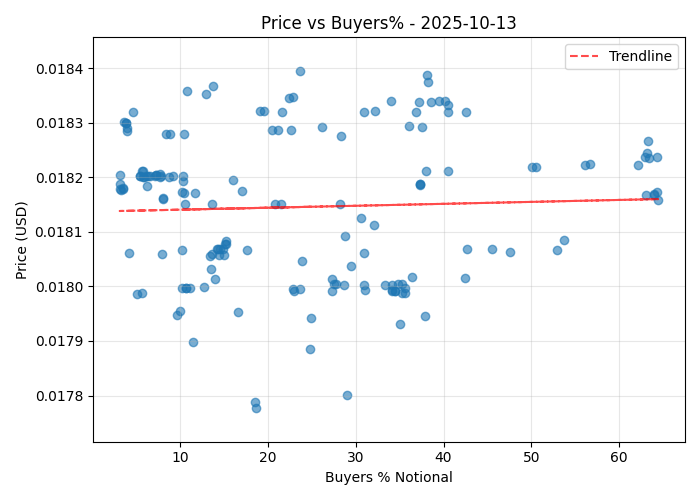 Price vs Buyers% - 2025-10-13
Trendline
Price (USD)
0.0184
0.0183
0.0182
0.0181
0.0180
0.0179
0.0178
10 20 30 40 50 60
Buyers % Notional